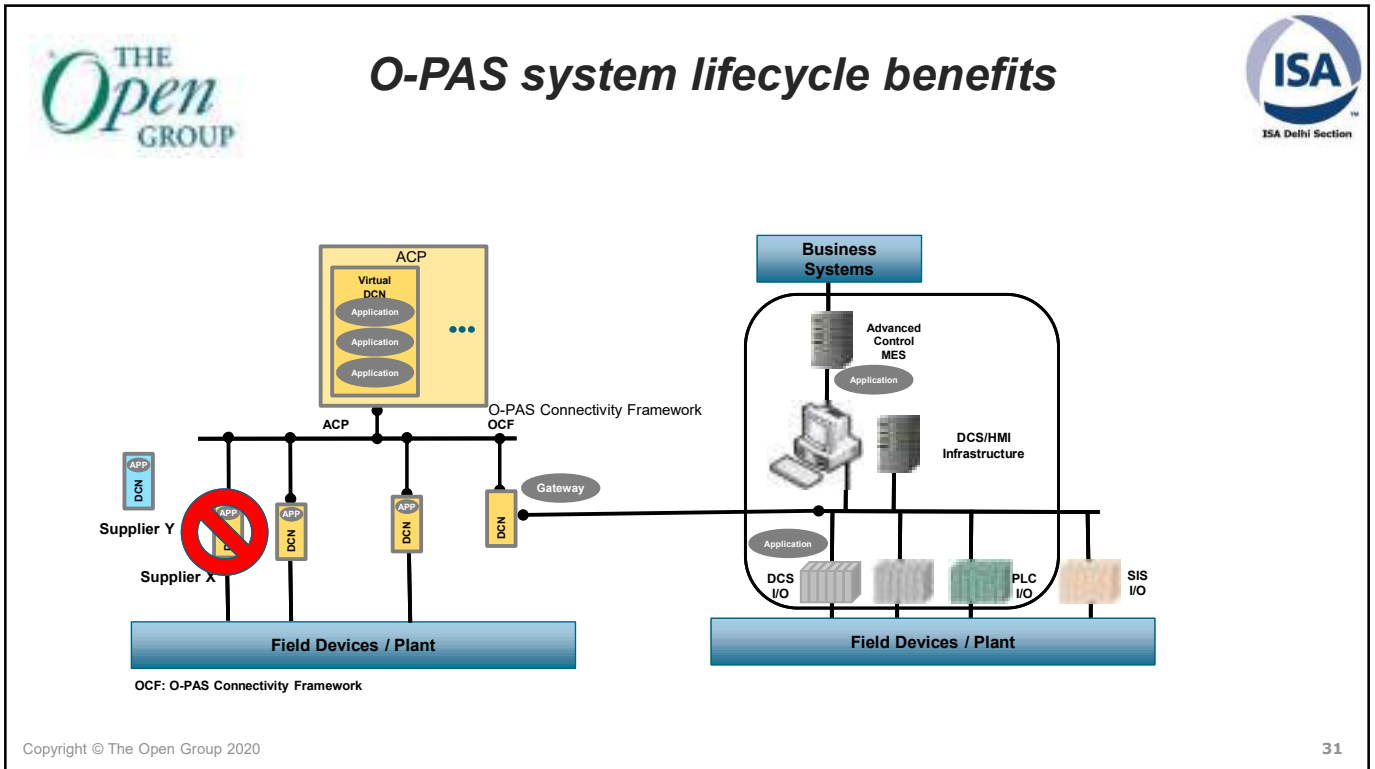 THE
Open
GROUP
O-PAS system lifecycle benefits
ISA
ISA Delhi Section
ACP
Virtual
DCN
Application
Application
Application
•••
O-PAS Connectivity Framework
ACP
OCF
APP
DCN
Supplier Y
APP
Supplier X
APP
DCN
APP
DCN
DCN
Gateway
Field Devices / Plant
OCF: O-PAS Connectivity Framework
Business
Systems
Advanced
Control
MES
Application
DCS/HMI
Infrastructure
Application
DCS
I/O
PLC
I/O
SIS
I/O
Field Devices / Plant
Copyright © The Open Group 2020
31